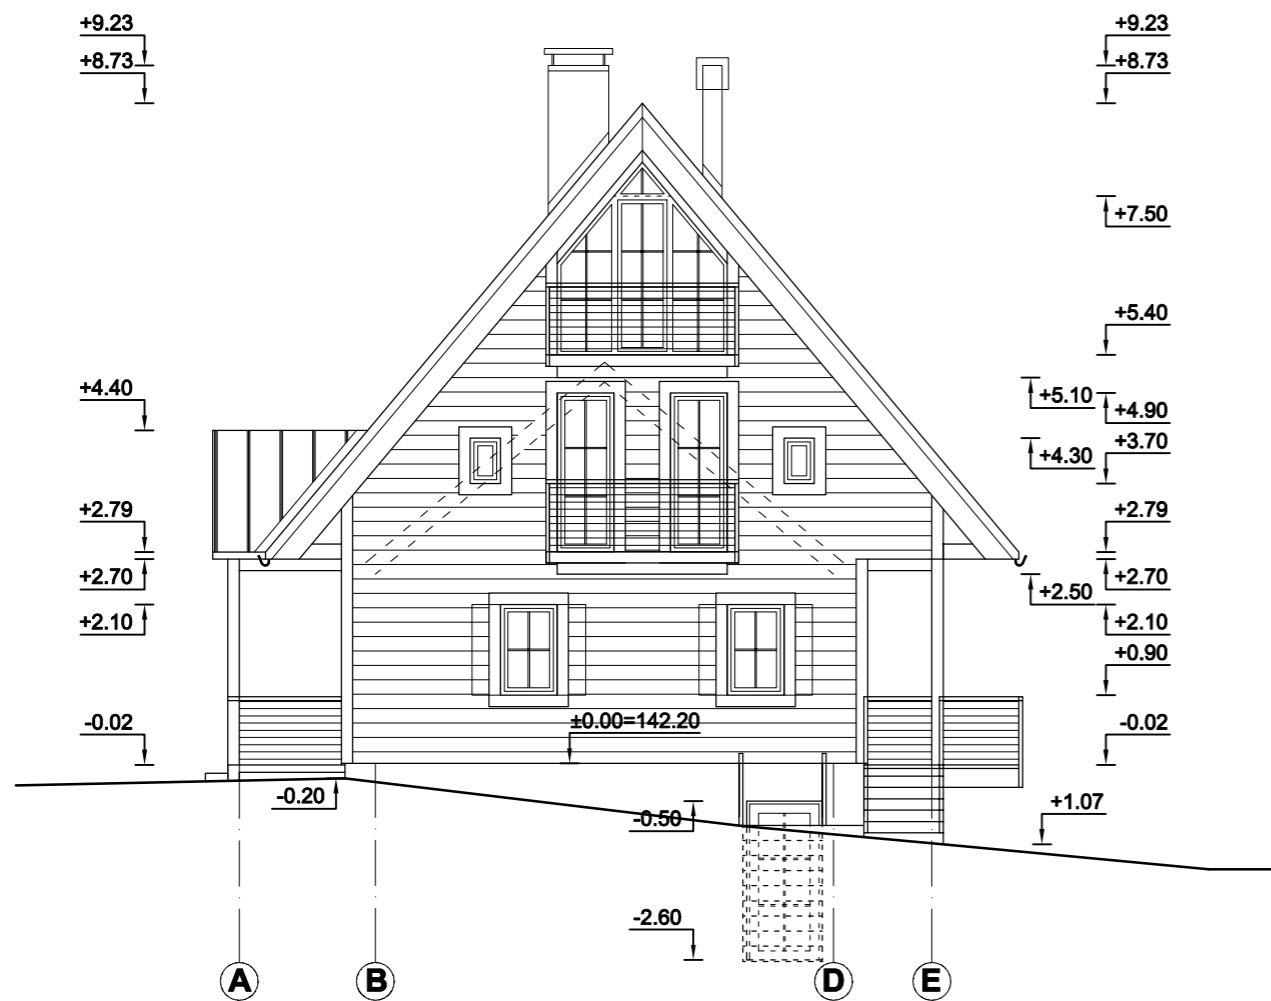 +9.23 +9.23
+8.73 +8.73
+7.50
+5.40
+4.40 +5.10 +4.90
+4.30 +3.70
+2.79 +2.79
+2.70 +2.50 +2.70
+2.10 +2.10
+0.90
-0.02 ±0.00=142.20 -0.02
-0.20 +1.07
-0.50
-2.60
A B D E